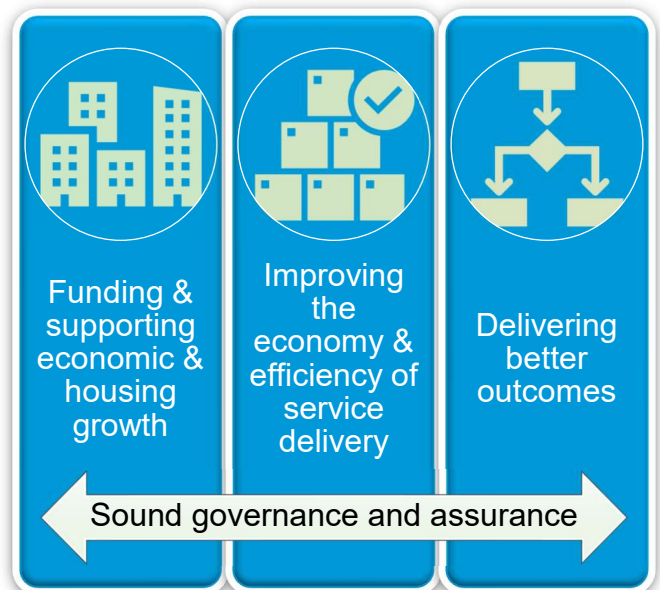 Funding &
supporting
economic &
housing
growth
Improving
the
economy &
efficiency of
service
delivery
Delivering
better
outcomes
Sound governance and assurance